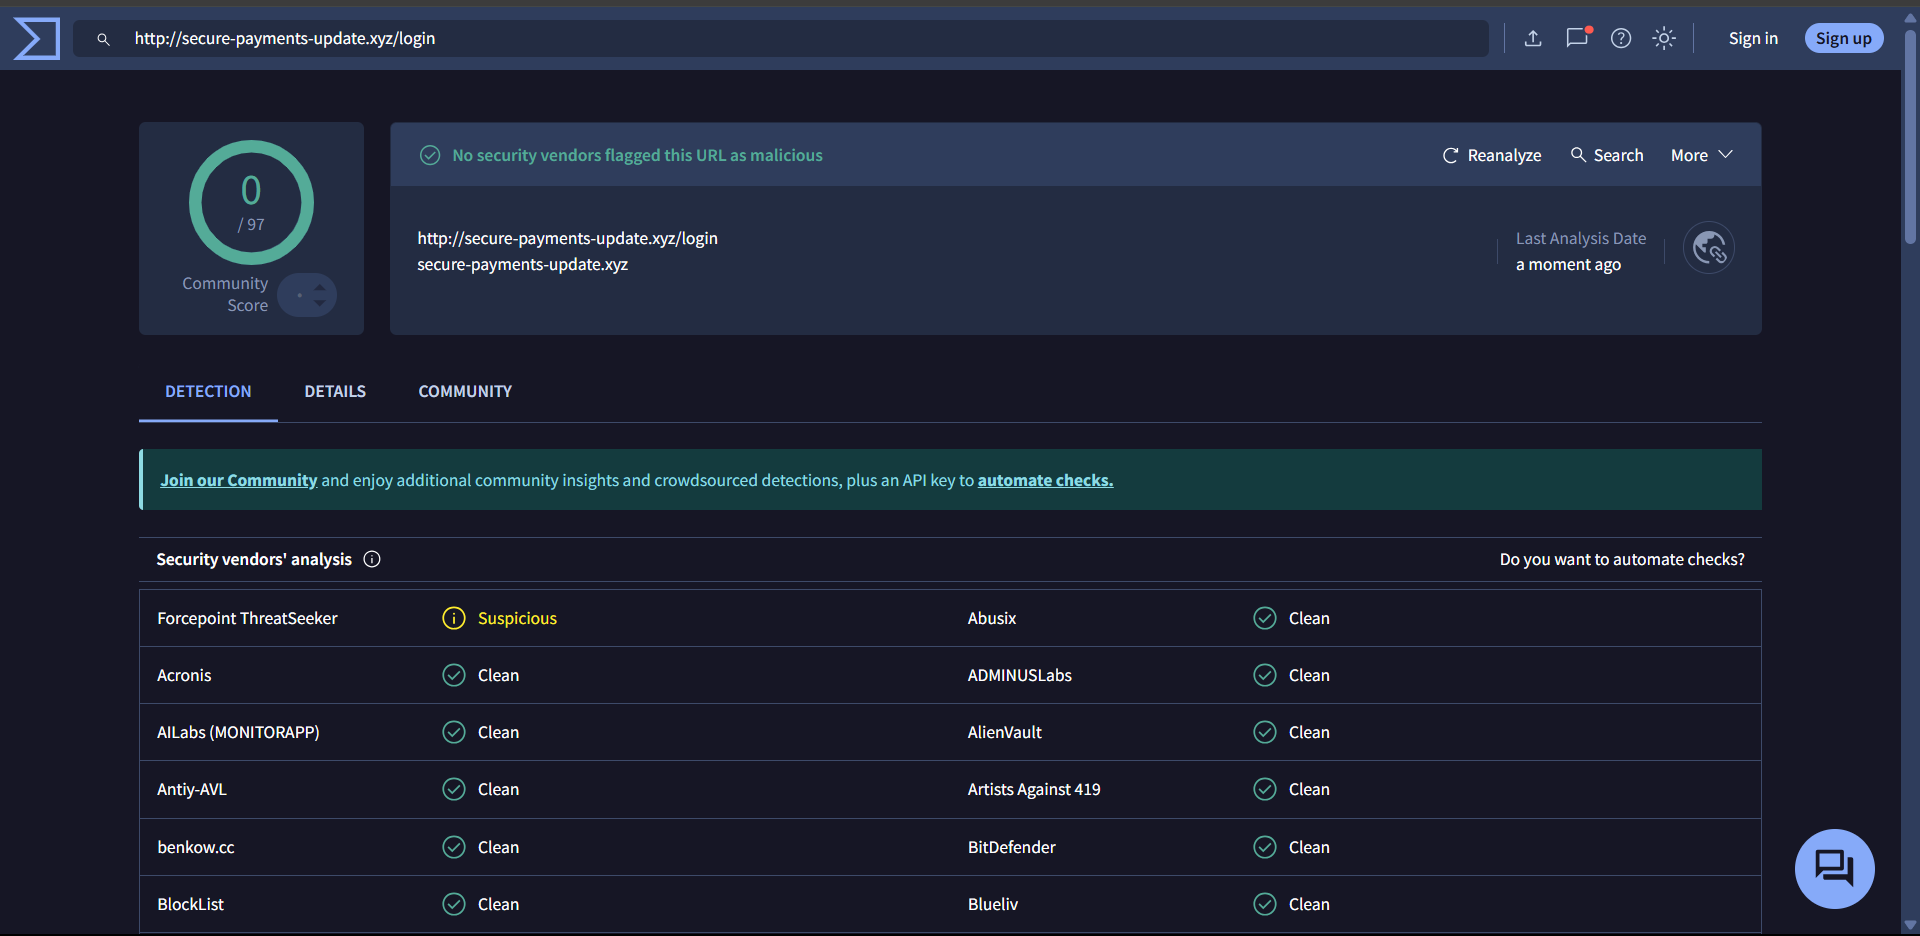 http://secure-payments-update.xyz/login
Sign in
Sign up
0
/ 97
Community
Score
No security vendors flagged this URL as malicious
Reanalyze
Search
More
http://secure-payments-update.xyz/login
secure-payments-update.xyz
Last Analysis Date
a moment ago
DETECTION
DETAILS
COMMUNITY
Join our Community and enjoy additional community insights and crowdsourced detections, plus an API key to automate checks.
Security vendors' analysis
Do you want to automate checks?
Forcepoint ThreatSeeker Suspicious Abusix Clean
Acronis Clean ADMINUSLabs Clean
AILabs (MONITORAPP) Clean AlienVault Clean
Antiy-AVL Clean Artists Against 419 Clean
benkow.cc Clean BitDefender Clean
BlockList Clean Blueliv Clean